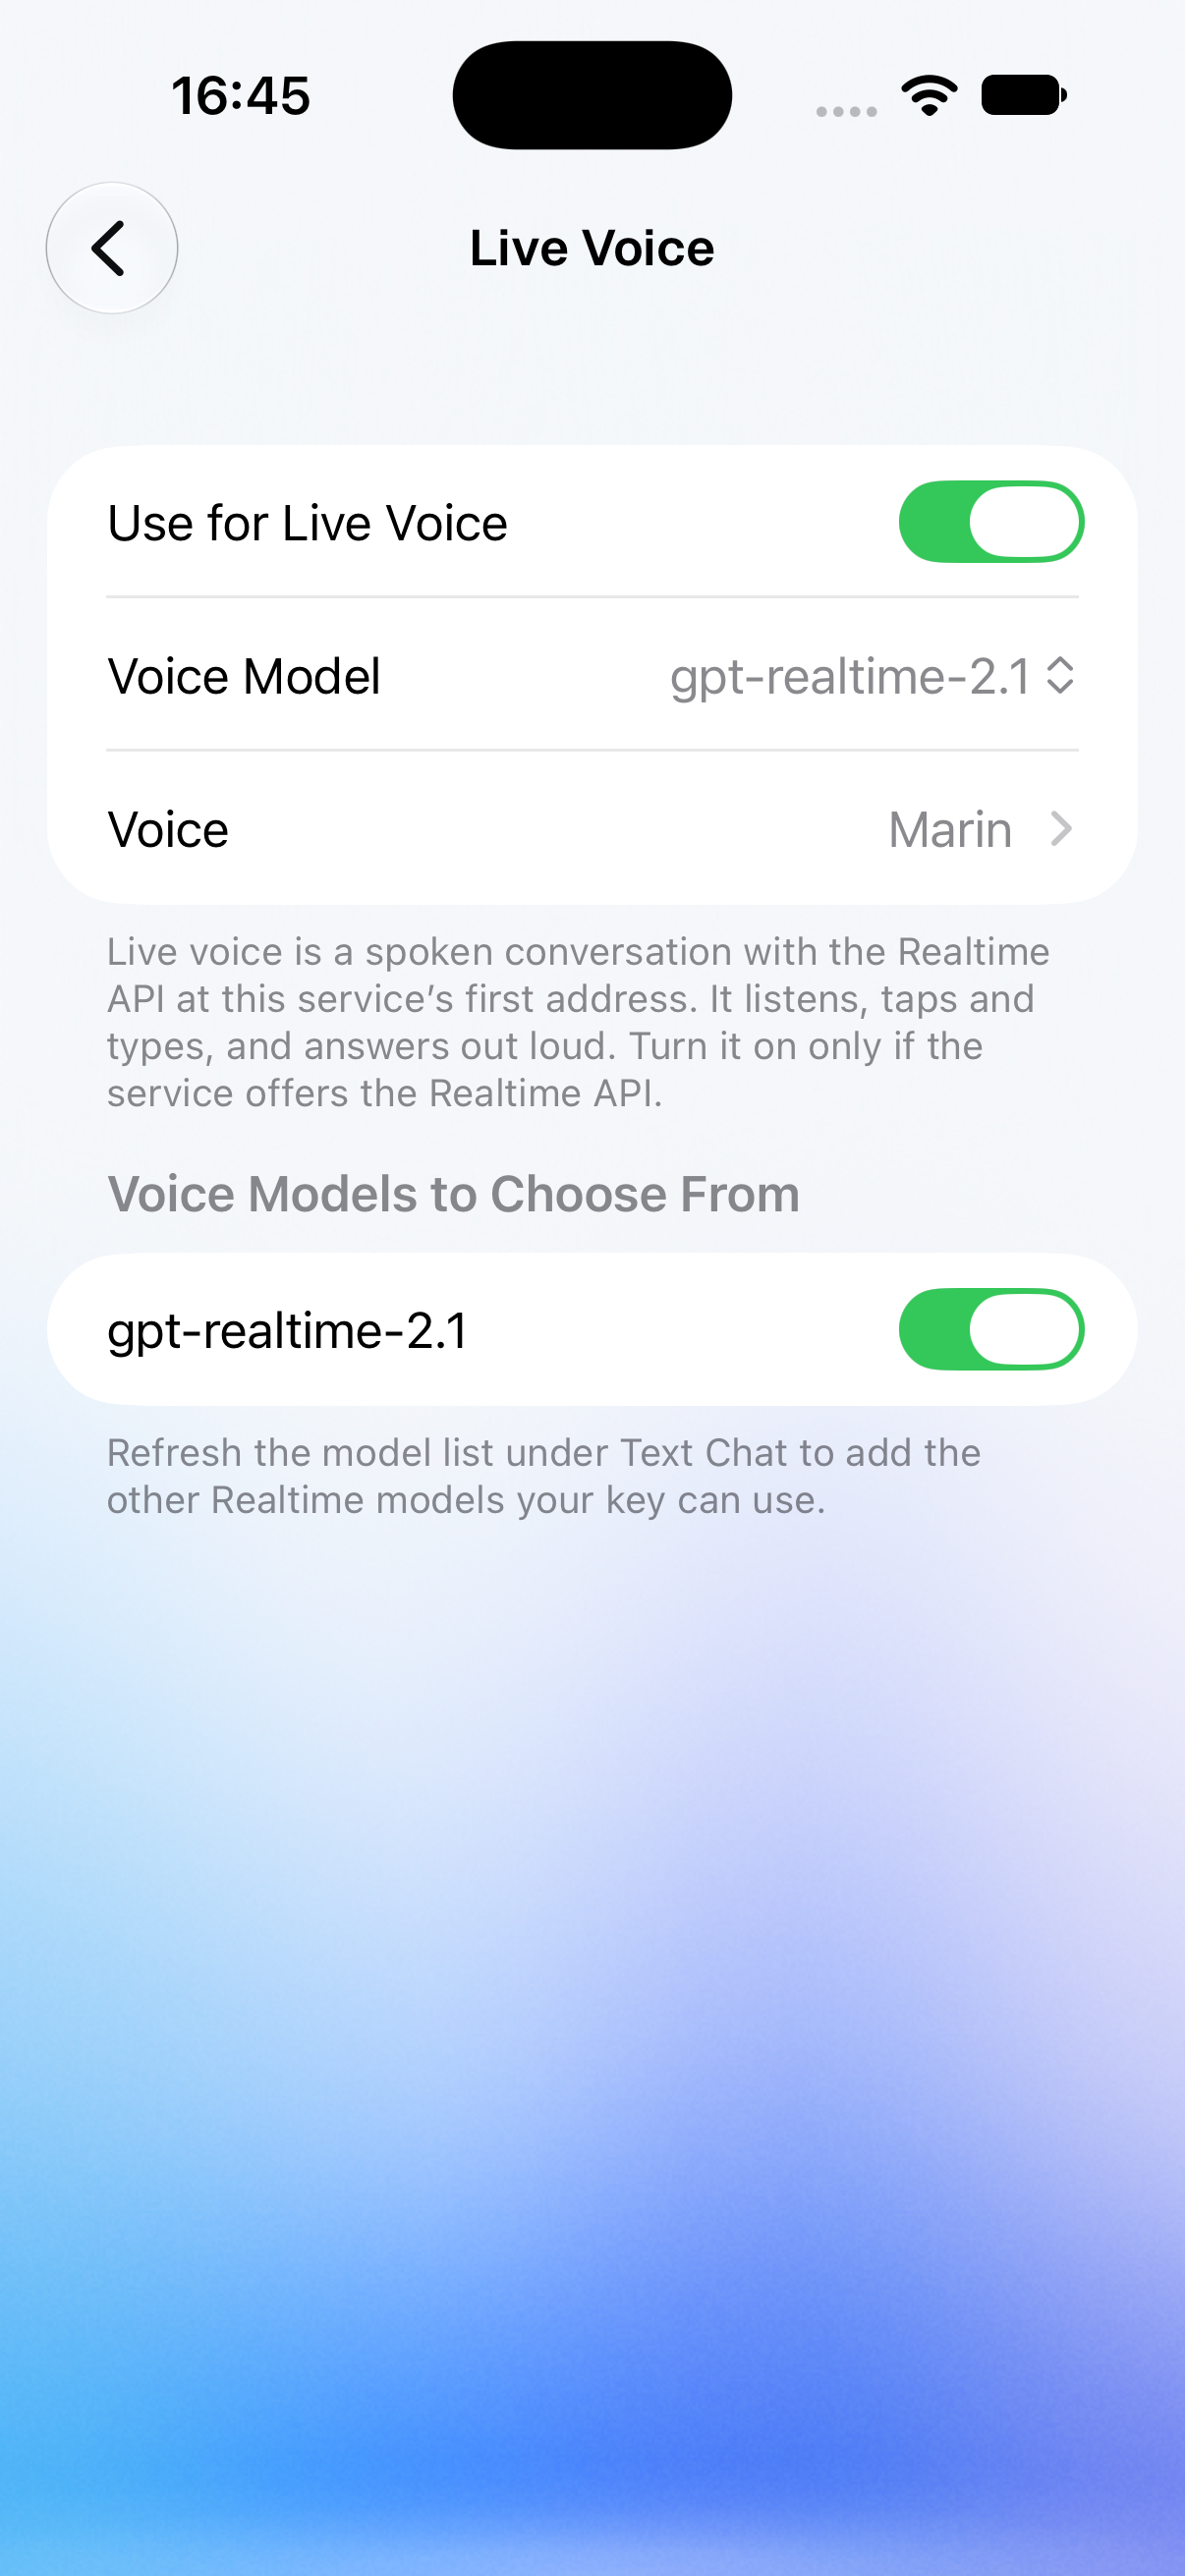 16:45
Live Voice
Use for Live Voice
Voice Model
gpt-realtime-2.1
Voice
Marin
Live voice is a spoken conversation with the Realtime
API at this service’s first address. It listens, taps and
types, and answers out loud. Turn it on only if the
service offers the Realtime API.
Voice Models to Choose From
gpt-realtime-2.1
Refresh the model list under Text Chat to add the
other Realtime models your key can use.